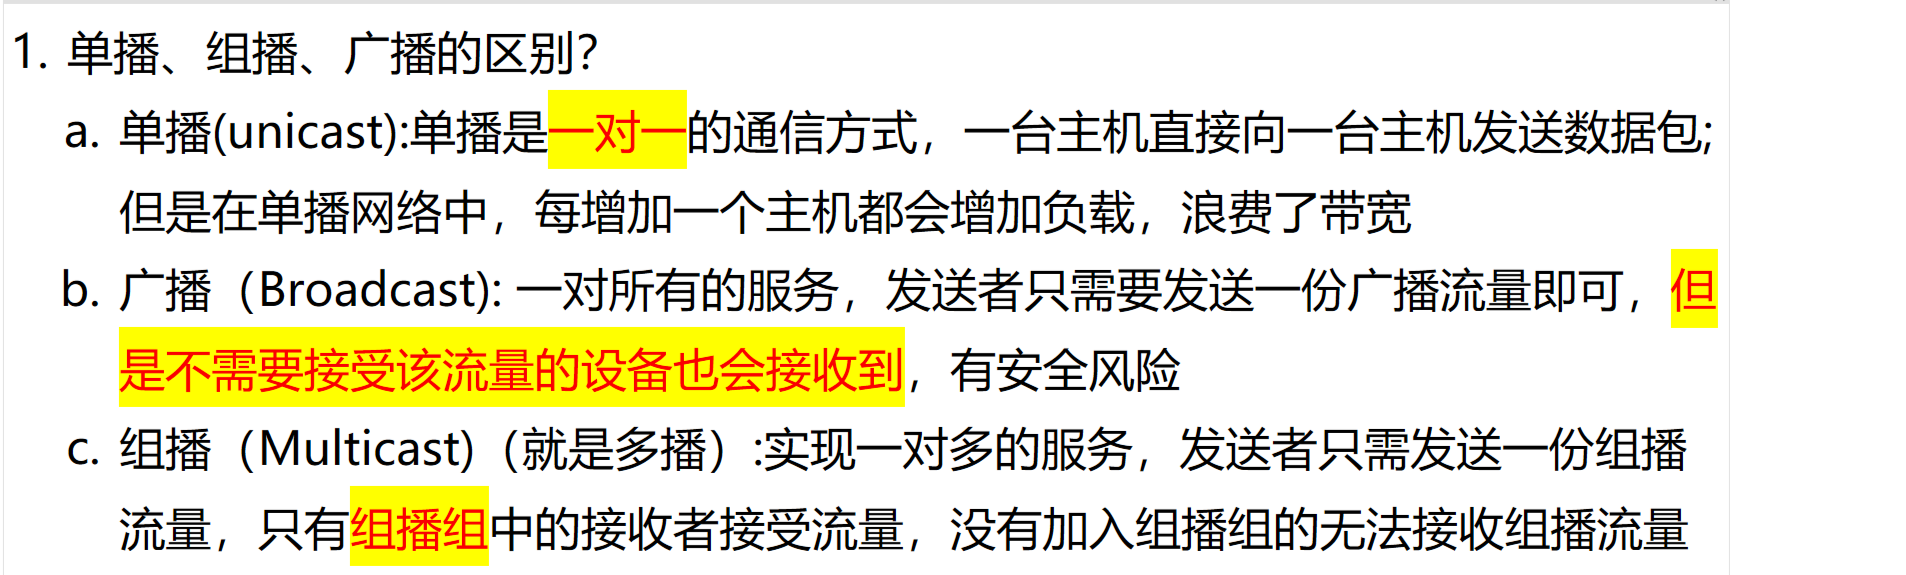 1. 单播、组播、广播的区别?
a. 单播(unicast):单播是一对一的通信方式，一台主机直接向一台主机发送数据包;
但是在单播网络中，每增加一个主机都会增加负载，浪费了带宽
b. 广播（Broadcast): 一对所有的服务，发送者只需要发送一份广播流量即可，但
是不需要接受该流量的设备也会接收到，有安全风险
c. 组播（Multicast)（就是多播）:实现一对多的服务，发送者只需发送一份组播
流量，只有组播组中的接收者接受流量，没有加入组播组的无法接收组播流量